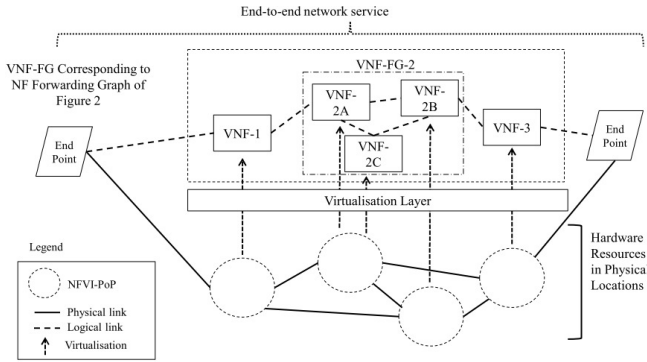 End-to-end network service
VNF-FG Corresponding to
NF Forwarding Graph of
Figure 2
VNF-FG-2
VNF-
2A
VNF-
2B
VNF-1
VNF-
2C
VNF-3
End
Point
End
Point
Virtualisation Layer
Hardware
Resources
in Physica
Locations
Legend
NFVI-PoP
Physical link
Logical link
Virtualisation